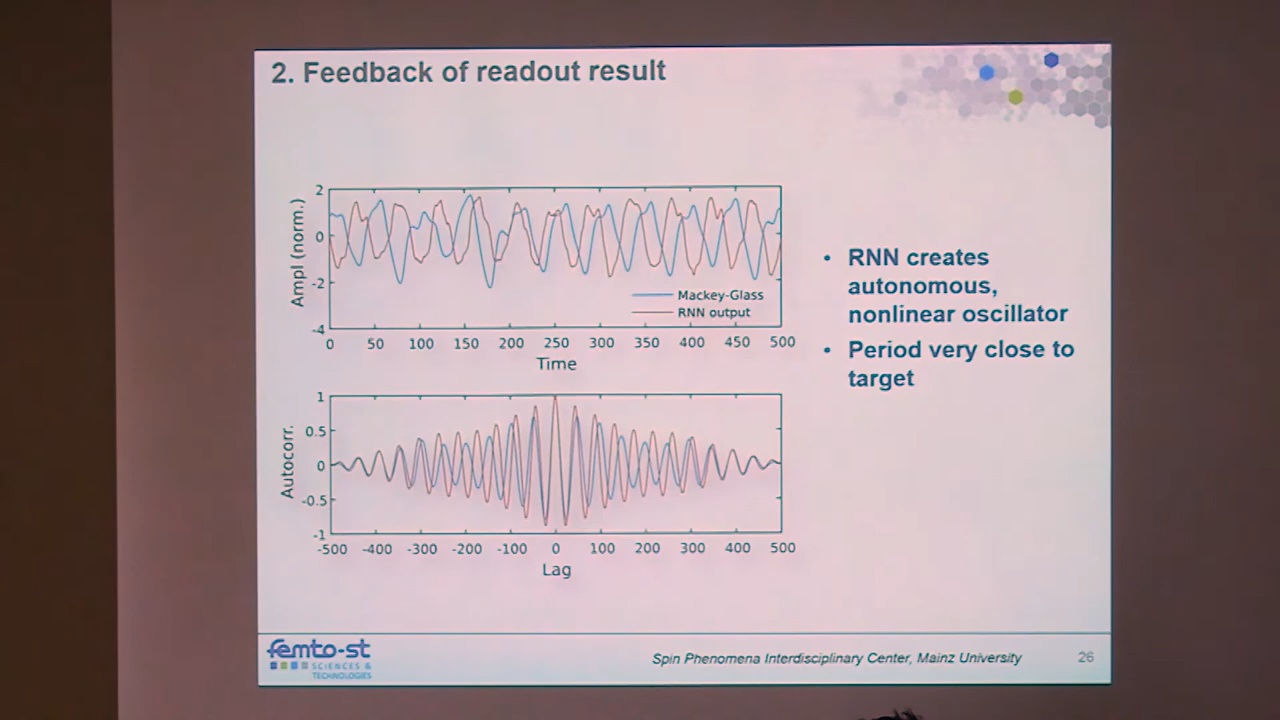 2. Feedback of readout result
Ampl (norm.)
2
0
-2
-4
Mackey-Glass
RNN output
0 50 100 150 200 250 300 350 400 450 500
Time
Autocorr.
1
0.5
0
-0.5
-1
-500 -400 -300 -200 -100 0 100 200 300 400 500
Lag
• RNN creates
autonomous,
nonlinear oscillator
• Period very close to
target
femto-st
SCIENCES &
TECHNOLOGIES
Spin Phenomena Interdisciplinary Center, Mainz University
26